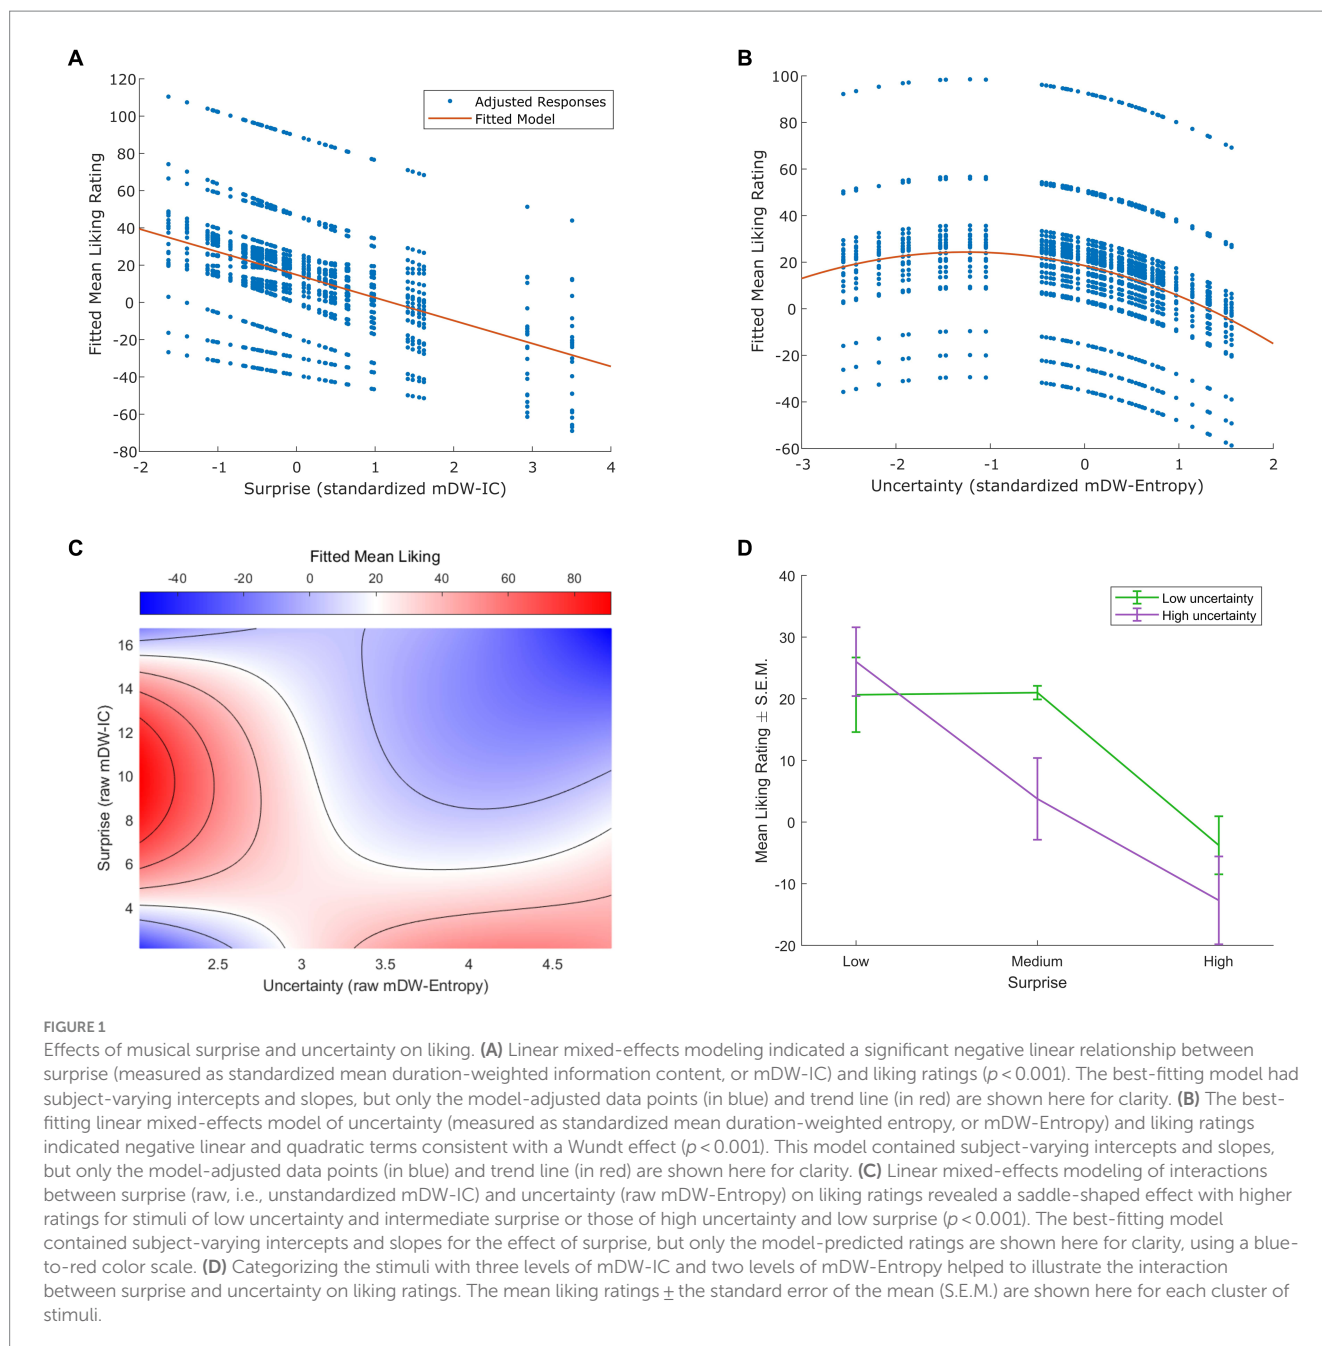 A
120
100
80
60
40
20
0
-20
-40
-60
-80
Fitted Mean Liking Rating
-2 -1 0 1 2 3 4
Surprise (standardized mDW-IC)
Adjusted Responses
Fitted Model
B
100
80
60
40
20
0
-20
-40
-60
Fitted Mean Liking Rating
-3 -2 -1 0 1 2
Uncertainty (standardized mDW-Entropy)
C
Fitted Mean Liking
-40 -20 0 20 40 60 80
16
14
12
10
8
6
4
Surprise (raw mDW-IC)
2.5 3 3.5 4 4.5
Uncertainty (raw mDW-Entropy)
D
40
30
20
10
0
-10
-20
Mean Liking Rating ± S.E.M.
Low uncertainty
High uncertainty
Low Medium High
Surprise
FIGURE 1
Effects of musical surprise and uncertainty on liking. (A) Linear mixed-effects modeling indicated a significant negative linear relationship between
surprise (measured as standardized mean duration-weighted information content, or mDW-IC) and liking ratings (p < 0.001). The best-fitting model had
subject-varying intercepts and slopes, but only the model-adjusted data points (in blue) and trend line (in red) are shown here for clarity. (B) The best-
fitting linear mixed-effects model of uncertainty (measured as standardized mean duration-weighted entropy, or mDW-Entropy) and liking ratings
indicated negative linear and quadratic terms consistent with a Wundt effect (p < 0.001). This model contained subject-varying intercepts and slopes,
but only the model-adjusted data points (in blue) and trend line (in red) are shown here for clarity. (C) Linear mixed-effects modeling of interactions
between surprise (raw, i.e., unstandardized mDW-IC) and uncertainty (raw mDW-Entropy) on liking ratings revealed a saddle-shaped effect with higher
ratings for stimuli of low uncertainty and intermediate surprise or those of high uncertainty and low surprise (p < 0.001). The best-fitting model
contained subject-varying intercepts and slopes for the effect of surprise, but only the model-predicted ratings are shown here for clarity, using a blue-
to-red color scale. (D) Categorizing the stimuli with three levels of mDW-IC and two levels of mDW-Entropy helped to illustrate the interaction
between surprise and uncertainty on liking ratings. The mean liking ratings ± the standard error of the mean (S.E.M.) are shown here for each cluster of
stimuli.